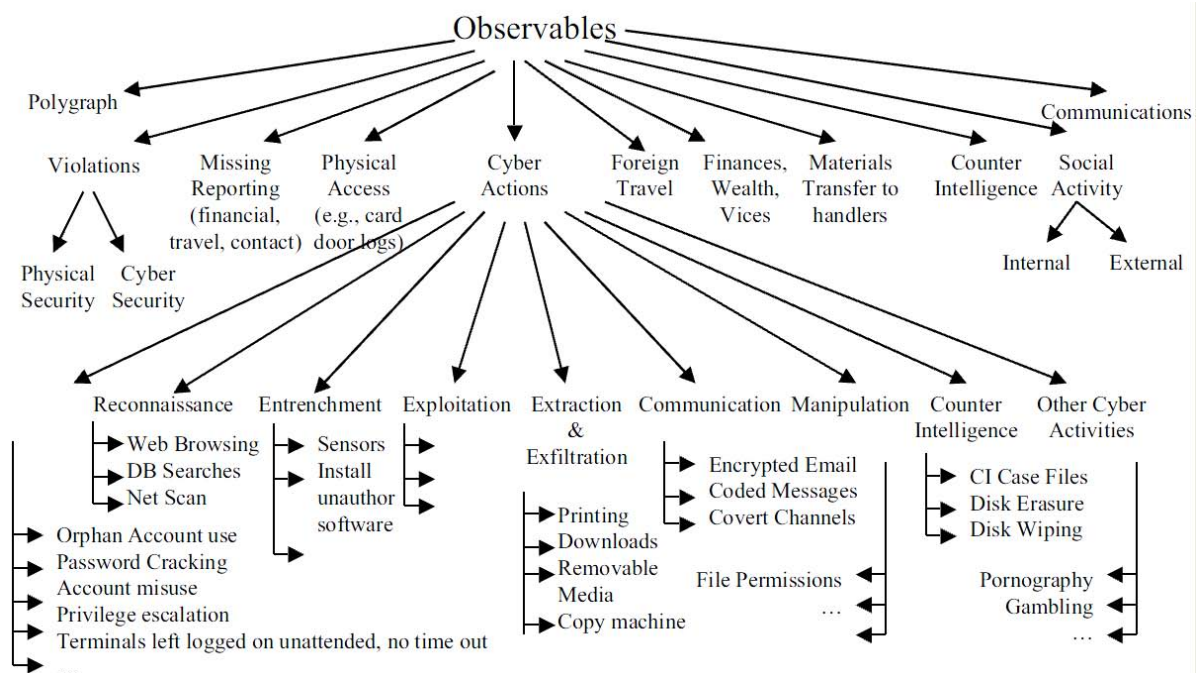 Observables
Polygraph
Communications
Violations
Missing
Reporting
(financial,
travel, contact)
Physical
Access
(e.g., card
door logs)
Cyber
Actions
Foreign
Travel
Finances,
Wealth,
Vices
Materials
Transfer to
handlers
Counter
Intelligence
Social
Activity
Physical
Security
Cyber
Security
Internal
External
Reconnaissance
Web Browsing
DB Searches
Net Scan
Entrenchment
Sensors
Install
unauthor
software
Exploitation
Extraction
&
Exfiltration
Printing
Downloads
Removable
Media
Copy machine
Communication
Encrypted Email
Coded Messages
Covert Channels
Manipulation
File Permissions
…
Counter
Intelligence
CI Case Files
Disk Erasure
Disk Wiping
Other Cyber
Activities
Pornography
Gambling
…
Orphan Account use
Password Cracking
Account misuse
Privilege escalation
Terminals left logged on unattended, no time out
…